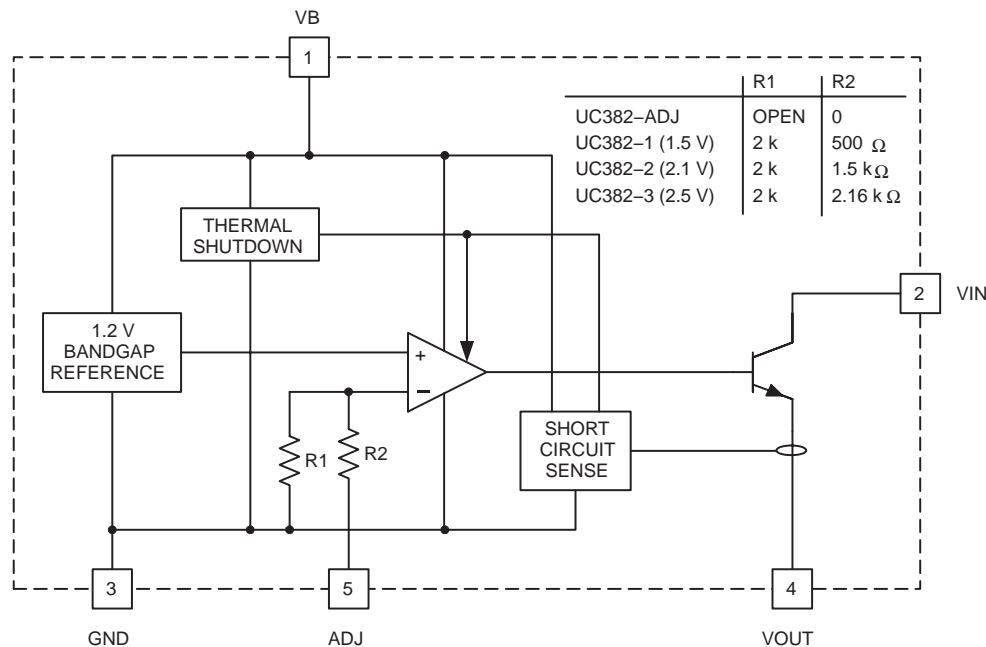 VB
1
R1 R2
UC382–ADJ OPEN 0
UC382–1 (1.5 V) 2 k 500 Ω
UC382–2 (2.1 V) 2 k 1.5 k Ω
UC382–3 (2.5 V) 2 k 2.16 k Ω
THERMAL
SHUTDOWN
2 VIN
1.2 V
BANDGAP
REFERENCE
+
–
R1 R2
SHORT
CIRCUIT
SENSE
3 5 4
GND ADJ VOUT